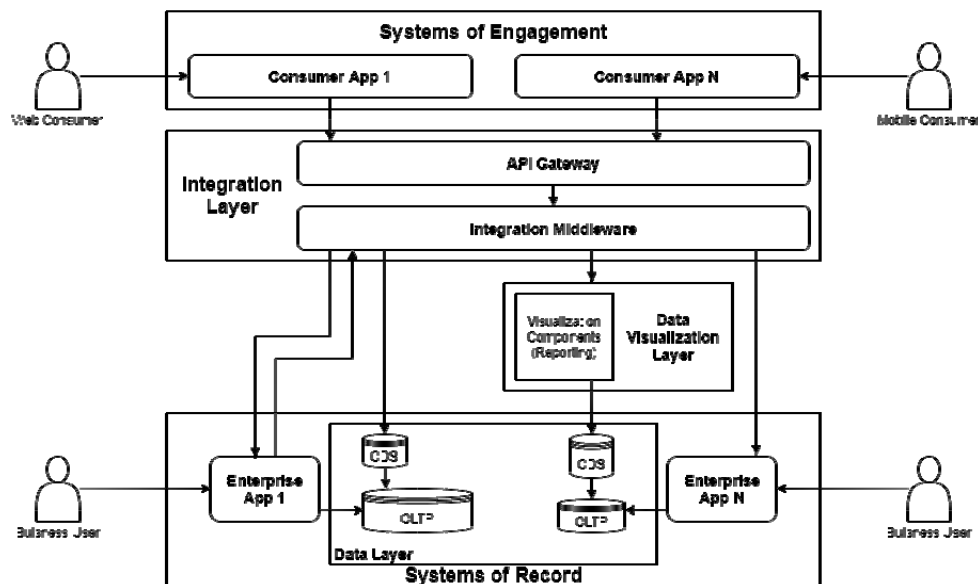 Systems of Engagement
Consumer App 1
Consumer App N
Web Consumer
Mobile Consumer
API Gateway
Integration
Layer
Integration Middleware
Visualization
Components
(Reporting)
Data
Visualization
Layer
ODS
ODS
Enterprise
App 1
Enterprise
App N
OLTP
OLTP
Buisness User
Buisness User
Data Layer
Systems of Record